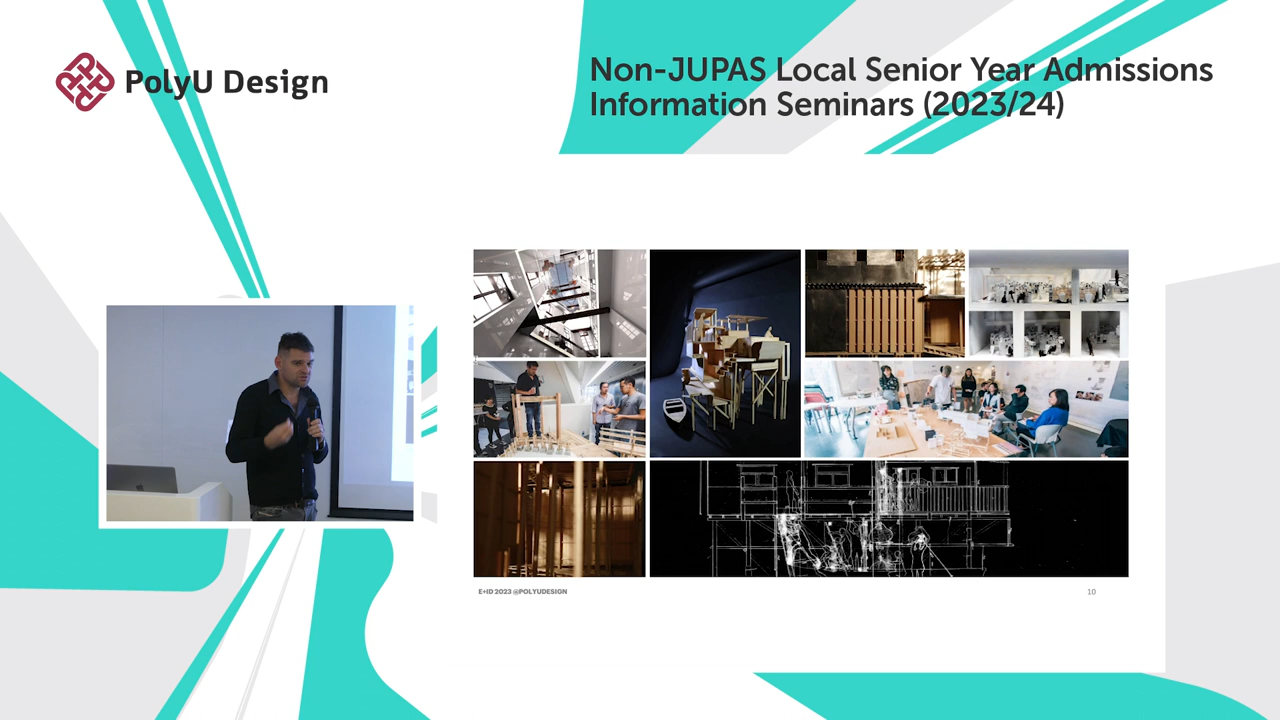 PolyU Design
Non-JUPAS Local Senior Year Admissions
Information Seminars (2023/24)
E+ID 2023 @POLYUDESIGN
10